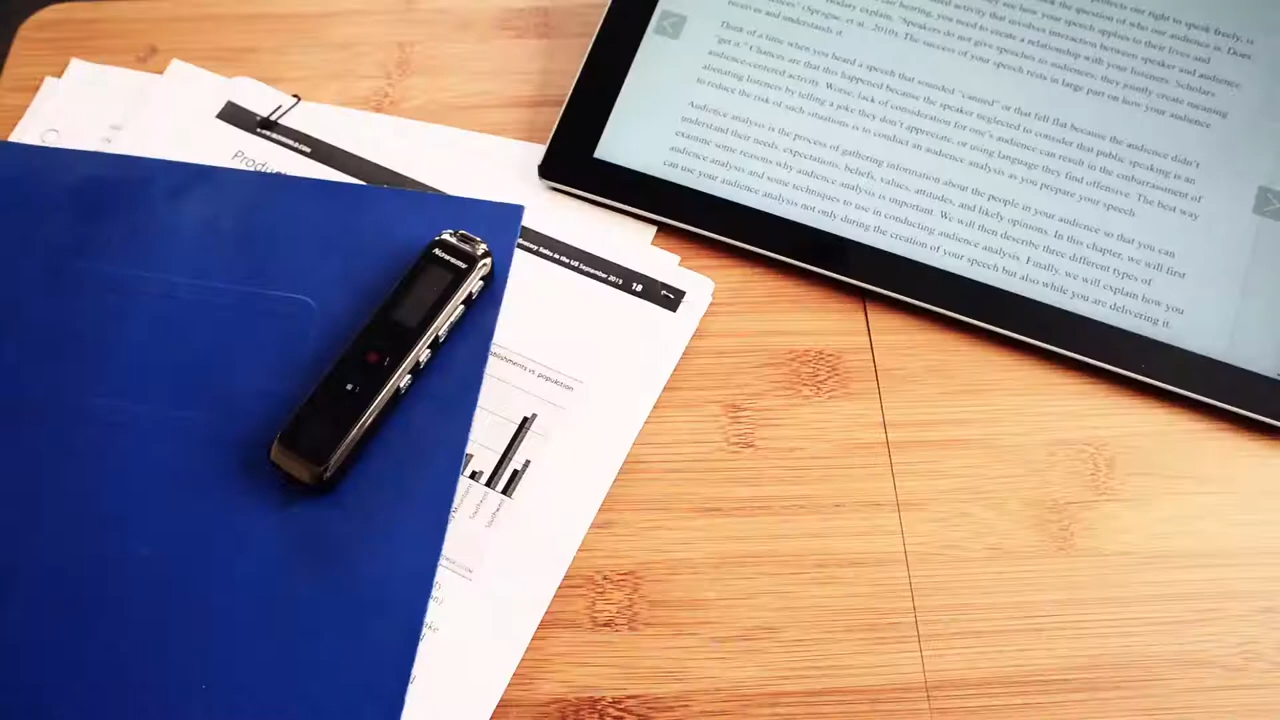 protects our right to speak freely, is
the question of who our audience is. Does
see how your speech applies to their lives and
activity that involves interaction between speaker and audience
hearing, you need to create a relationship with your listeners. Scholars
explain, "Speakers do not give speeches to audiences; they jointly create meaning
(Sprague, et al., 2010). The success of your speech rests in large part on how your audience
receives and understands it.
Think of a time when you heard a speech that sounded "canned" or that fell flat because the audience didn't
"get it." Chances are that this happened because the speaker neglected to consider that public speaking is an
audience-centered activity. Worse, lack of consideration for one's audience can result in the embarrassment of
alienating listeners by telling a joke they don't appreciate, or using language they find offensive. The best way
to reduce the risk of such situations is to conduct an audience analysis as you prepare your speech.
Audience analysis is the process of gathering information about the people in your audience so that you can
understand their needs, expectations, beliefs, values, attitudes, and likely opinions. In this chapter, we will first
examine some reasons why audience analysis is important. We will then describe three different types of
audience analysis and some techniques to use in conducting audience analysis. Finally, we will explain how you
can use your audience analysis not only during the creation of your speech but also while you are delivering it.
Sales in the US September 2015 18
vs. population
Mountains
Southeast
Southwest